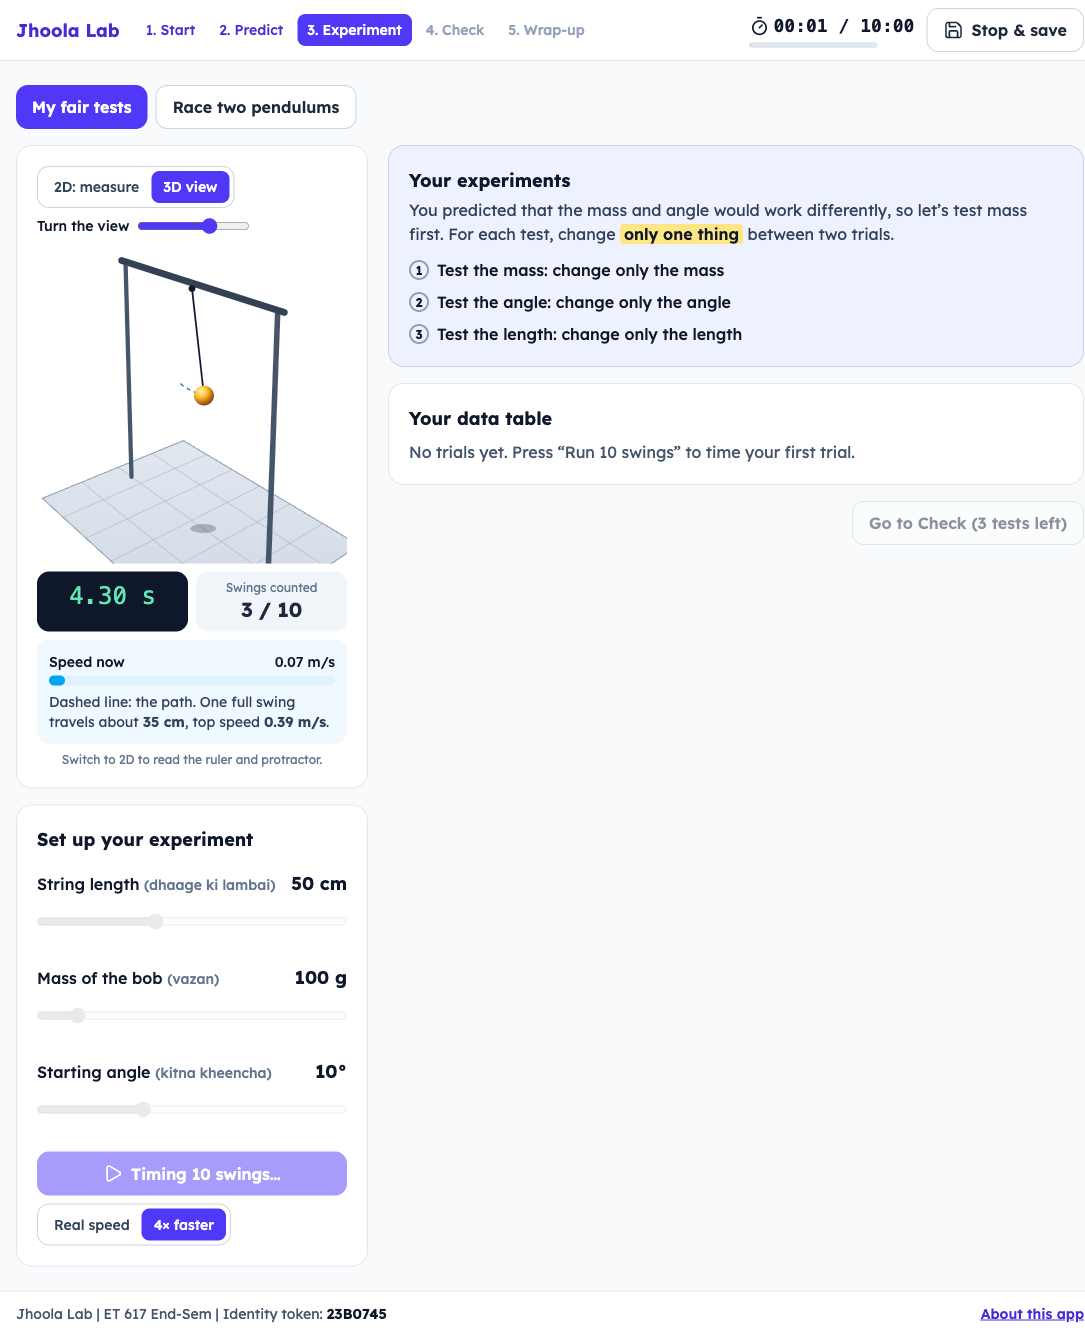 Jhoola Lab 1. Start 2. Predict 3. Experiment 4. Check 5. Wrap-up 00:01 / 10:00 Stop & save
My fair tests Race two pendulums
2D: measure 3D view
Turn the view
4.30 s
Swings counted
3 / 10
Speed now 0.07 m/s
Dashed line: the path. One full swing
travels about 35 cm, top speed 0.39 m/s.
Switch to 2D to read the ruler and protractor.
Set up your experiment
String length (dhaage ki lambai) 50 cm
Mass of the bob (vazan) 100 g
Starting angle (kitna kheencha) 10°
Timing 10 swings...
Real speed 4× faster
Your experiments
You predicted that the mass and angle would work differently, so let’s test mass
first. For each test, change only one thing between two trials.
1 Test the mass: change only the mass
2 Test the angle: change only the angle
3 Test the length: change only the length
Your data table
No trials yet. Press “Run 10 swings” to time your first trial.
Go to Check (3 tests left)
Jhoola Lab | ET 617 End-Sem | Identity token: 23B0745 About this app